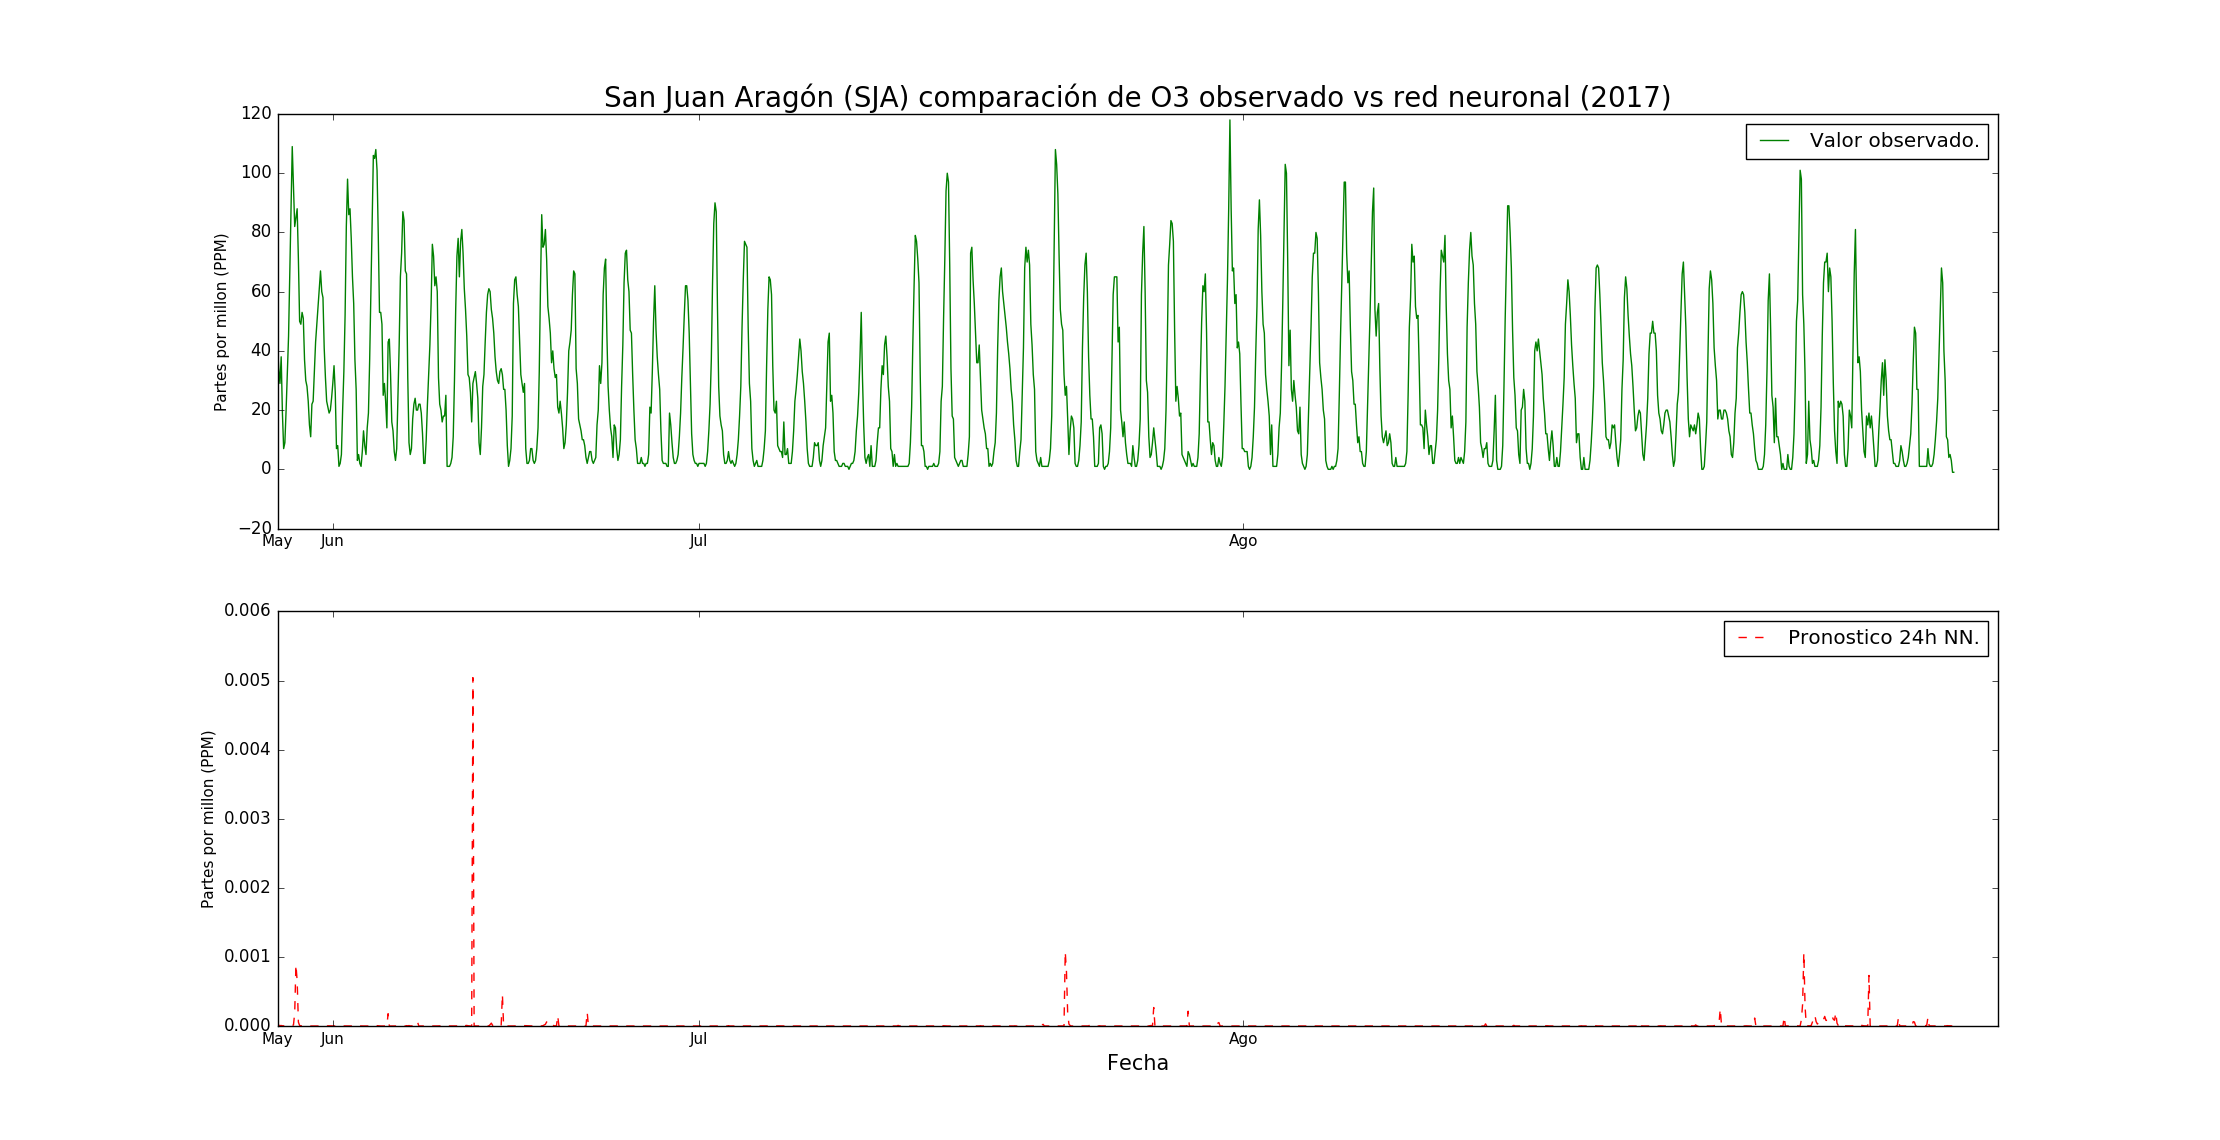 San Juan Aragón (SJA) comparación de O3 observado vs red neuronal (2017)
120
100
80
60
40
20
0
−20
Partes por millon (PPM)
Valor observado.
May Jun Jul Ago
0.006
0.005
0.004
0.003
0.002
0.001
0.000
Partes por millon (PPM)
Pronostico 24h NN.
May Jun Jul Ago
Fecha